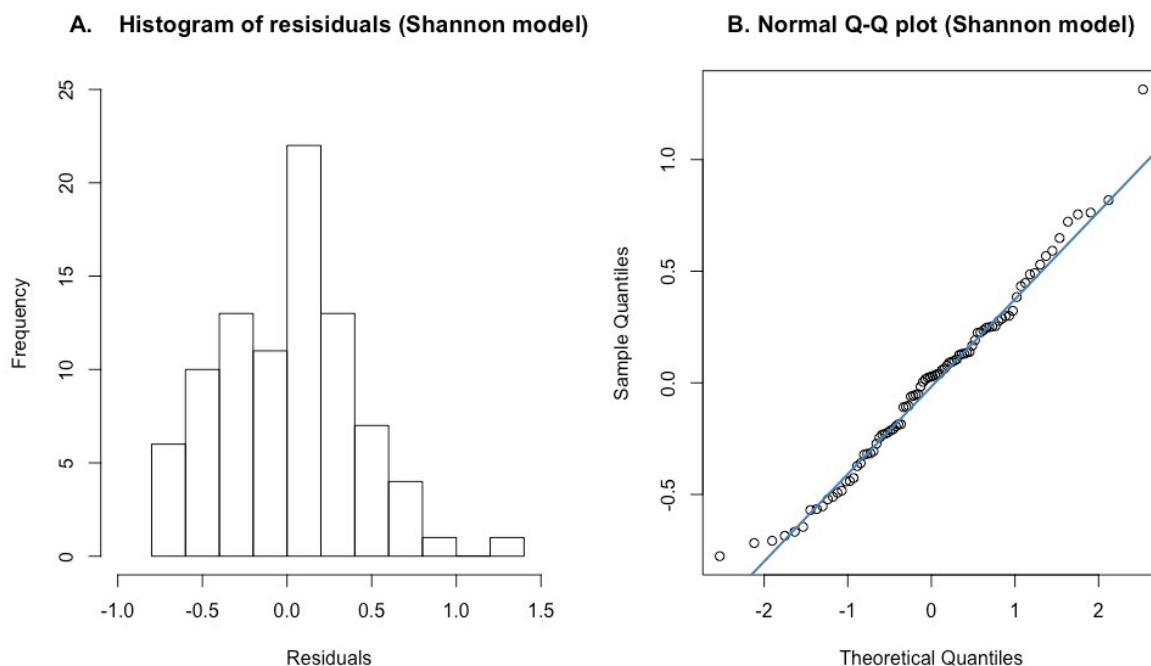 A. Histogram of resisiduals (Shannon model)
25
20
15
10
5
0
Frequency
-1.0 -0.5 0.0 0.5 1.0 1.5
Residuals
B. Normal Q-Q plot (Shannon model)
1.0
0.5
0.0
-0.5
Sample Quantiles
-2 -1 0 1 2
Theoretical Quantiles